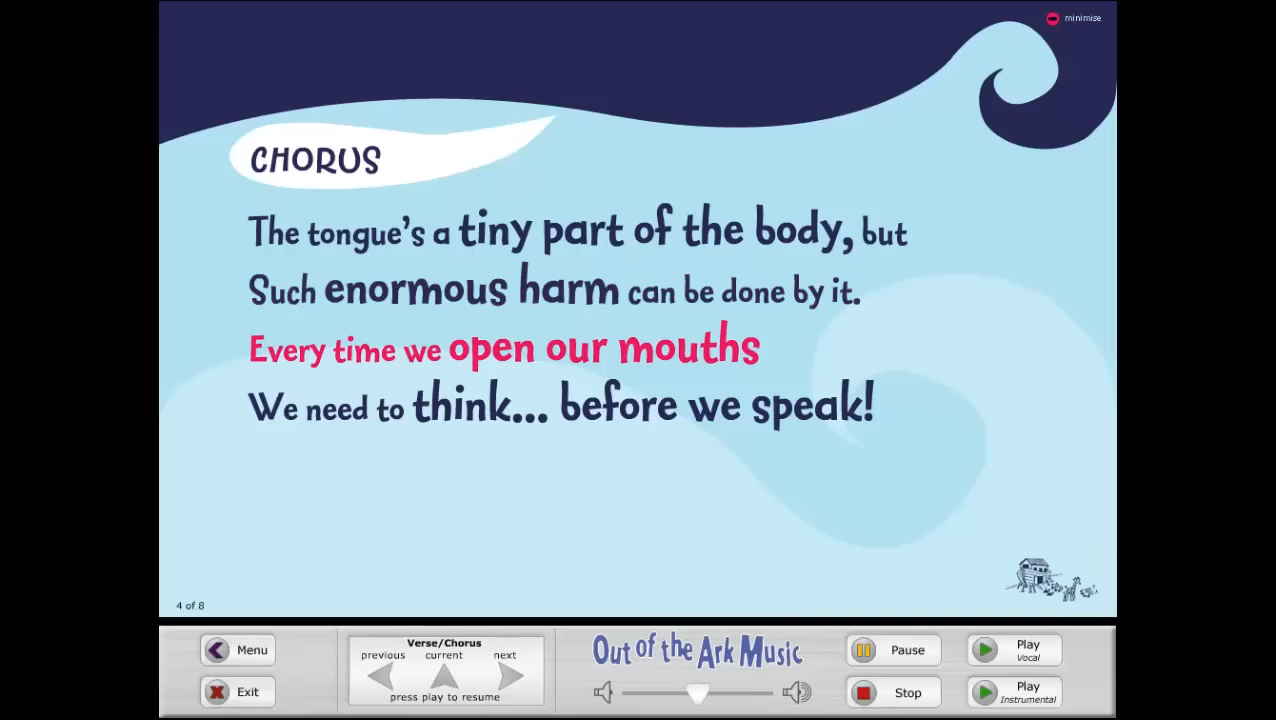 minimise
CHORUS
The tongue's a tiny part of the body, but
Such enormous harm can be done by it.
Every time we open our mouths
We need to think... before we speak!
4 of 8
Menu
Exit
Verse/Chorus
previous current next
press play to resume
Out of the Ark Music
Pause
Stop
Play
Vocal
Play
Instrumental